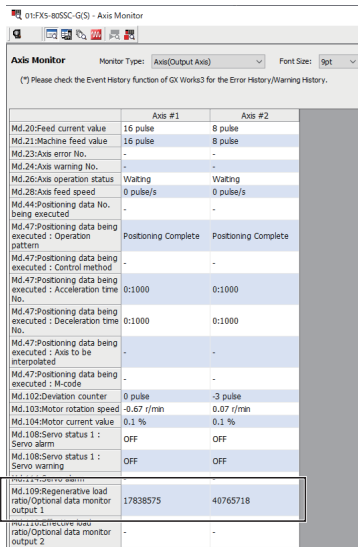 01:FX5-80SSC-G(S) - Axis Monitor
Axis Monitor Monitor Type: Axis(Output Axis) Font Size: 9pt
(*) Please check the Event History function of GX Works3 for the Error History/Warning History.
Axis #1 Axis #2
Md.20:Feed current value 16 pulse 8 pulse
Md.21:Machine feed value 16 pulse 8 pulse
Md.23:Axis error No. - -
Md.24:Axis warning No. - -
Md.26:Axis operation status Waiting Waiting
Md.28:Axis feed speed 0 pulse/s 0 pulse/s
Md.44:Positioning data No.
being executed - -
Md.47:Positioning data being
executed : Operation
pattern Positioning Complete Positioning Complete
Md.47:Positioning data being
executed : Control method - -
Md.47:Positioning data being
executed : Acceleration time
No. 0:1000 0:1000
Md.47:Positioning data being
executed : Deceleration time
No. 0:1000 0:1000
Md.47:Positioning data being
executed : Axis to be
interpolated - -
Md.47:Positioning data being
executed : M-code - -
Md.102:Deviation counter 0 pulse -3 pulse
Md.103:Motor rotation speed -0.67 r/min 0.07 r/min
Md.104:Motor current value 0.1 % 0.1 %
Md.108:Servo status 1 :
Servo alarm OFF OFF
Md.108:Servo status 1 :
Servo warning OFF OFF
Md.114:Servo alarm - -
Md.109:Regenerative load
ratio/Optional data monitor
output 1 17838575 40765718
Md.110:Effective load
ratio/Optional data monitor
output 2 - -